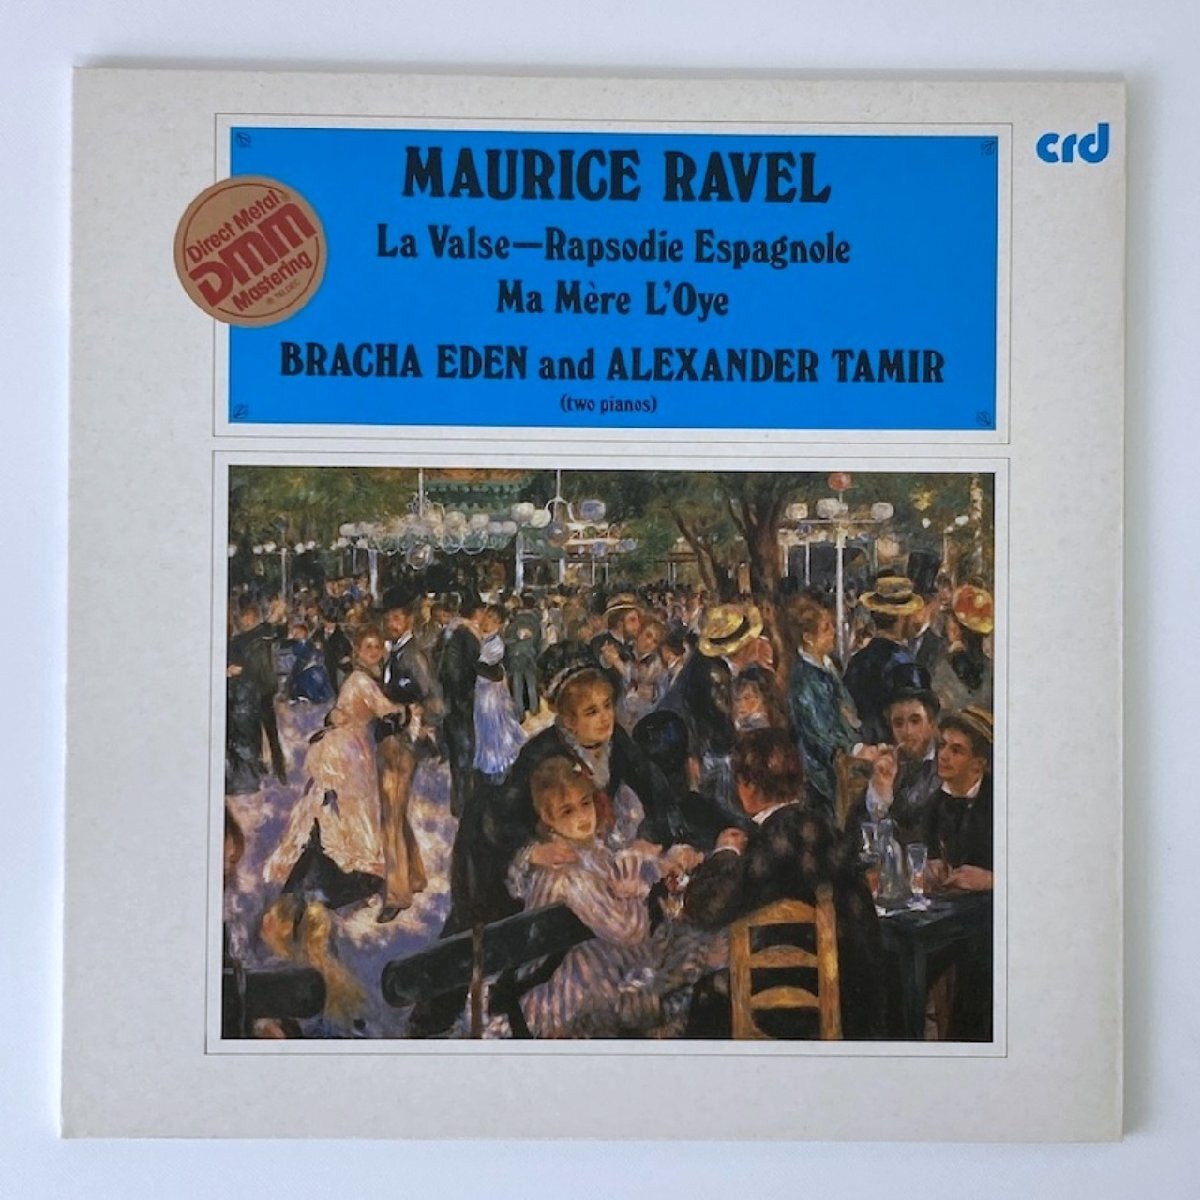 crd
MAURICE RAVEL
La Valse—Rapsodie Espagnole
Ma Mère L'Oye
BRACHA EDEN and ALEXANDER TAMIR
(two pianos)
Direct Metal
DMM
Mastering
® TELDEC